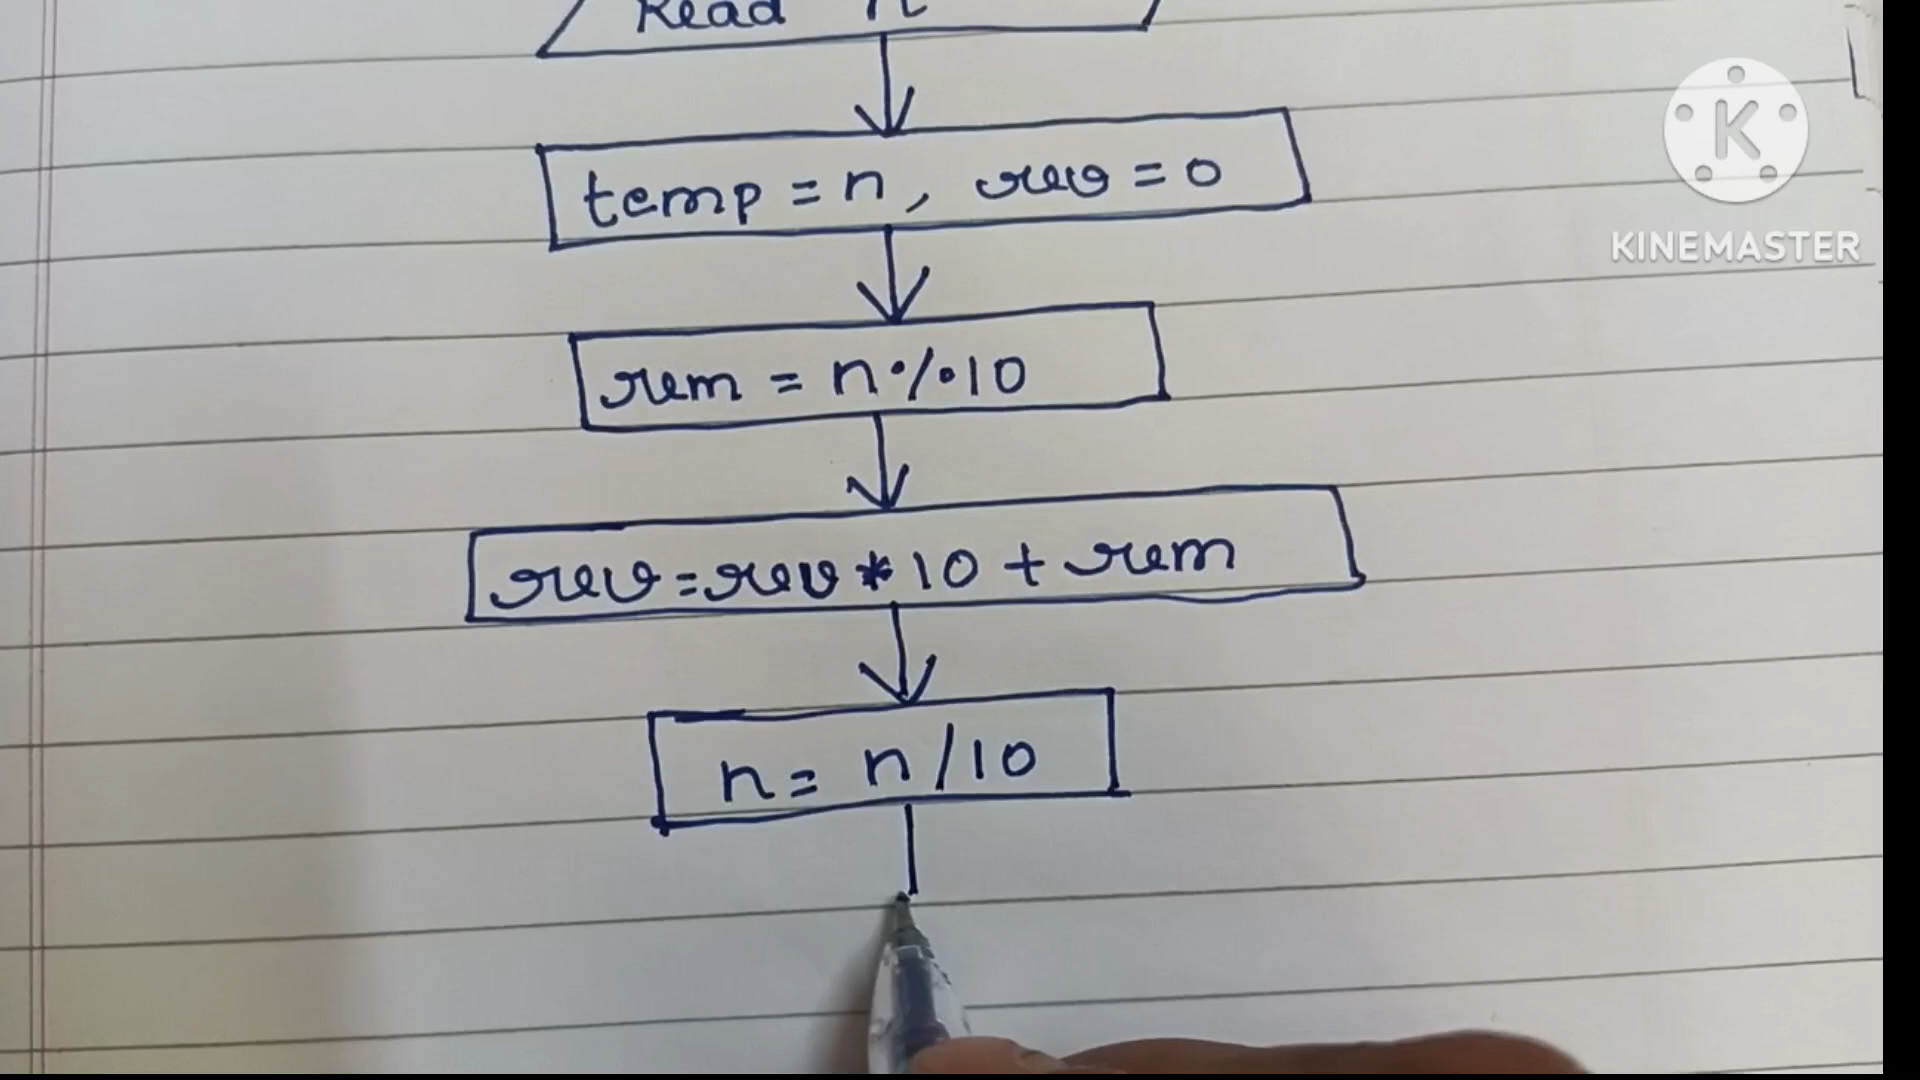 Read n
temp = n, rev = 0
K
KINEMASTER
rem = n % 10
rev = rev * 10 + rem
n = n / 10